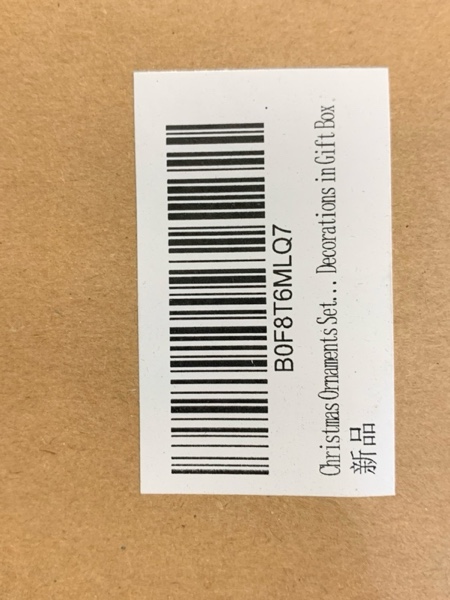 B0F8T6MLQ7
Christmas Ornaments Set... Decorations in Gift Box
新品